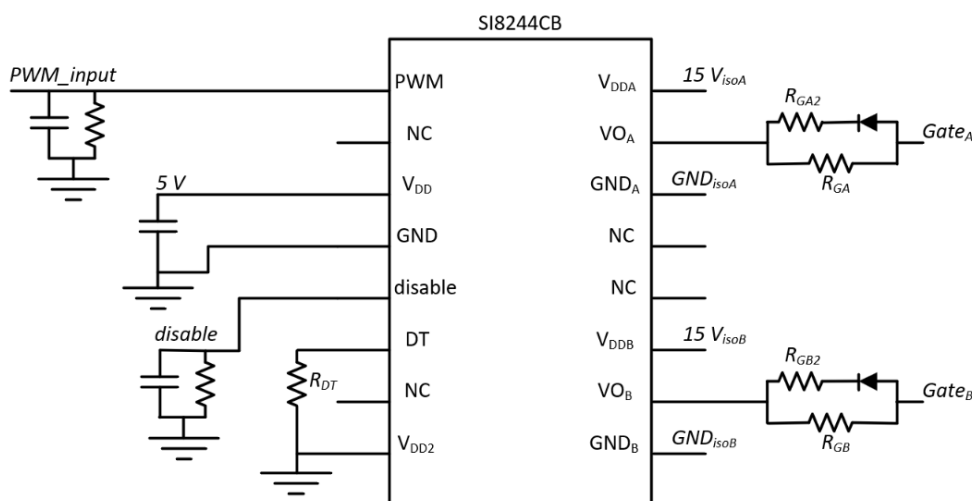 SI8244CB
PWM_input
PWM
NC
5 V
V_DD
GND
disable
disable
DT
R_DT
NC
V_DD2
V_DDA
15 V_isoA
VO_A
R_GA2
R_GA
Gate_A
GND_A
GND_isoA
NC
NC
V_DDB
15 V_isoB
VO_B
R_GB2
R_GB
Gate_B
GND_B
GND_isoB